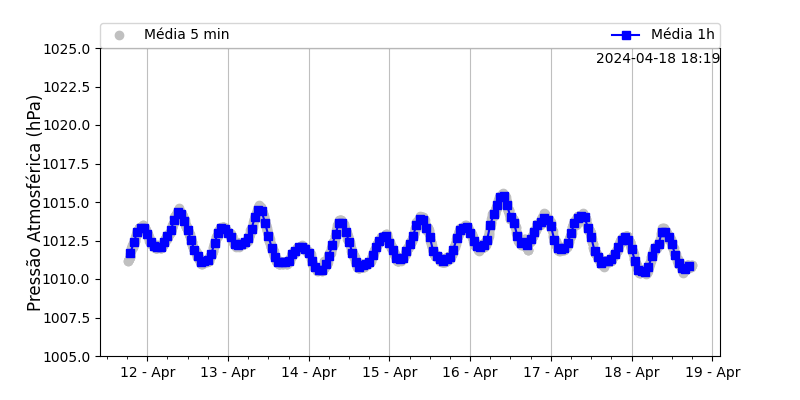 Média 5 min
Média 1h
2024-04-18 18:19
Pressão Atmosférica (hPa)
1025.0
1022.5
1020.0
1017.5
1015.0
1012.5
1010.0
1007.5
1005.0
12 - Apr
13 - Apr
14 - Apr
15 - Apr
16 - Apr
17 - Apr
18 - Apr
19 - Apr